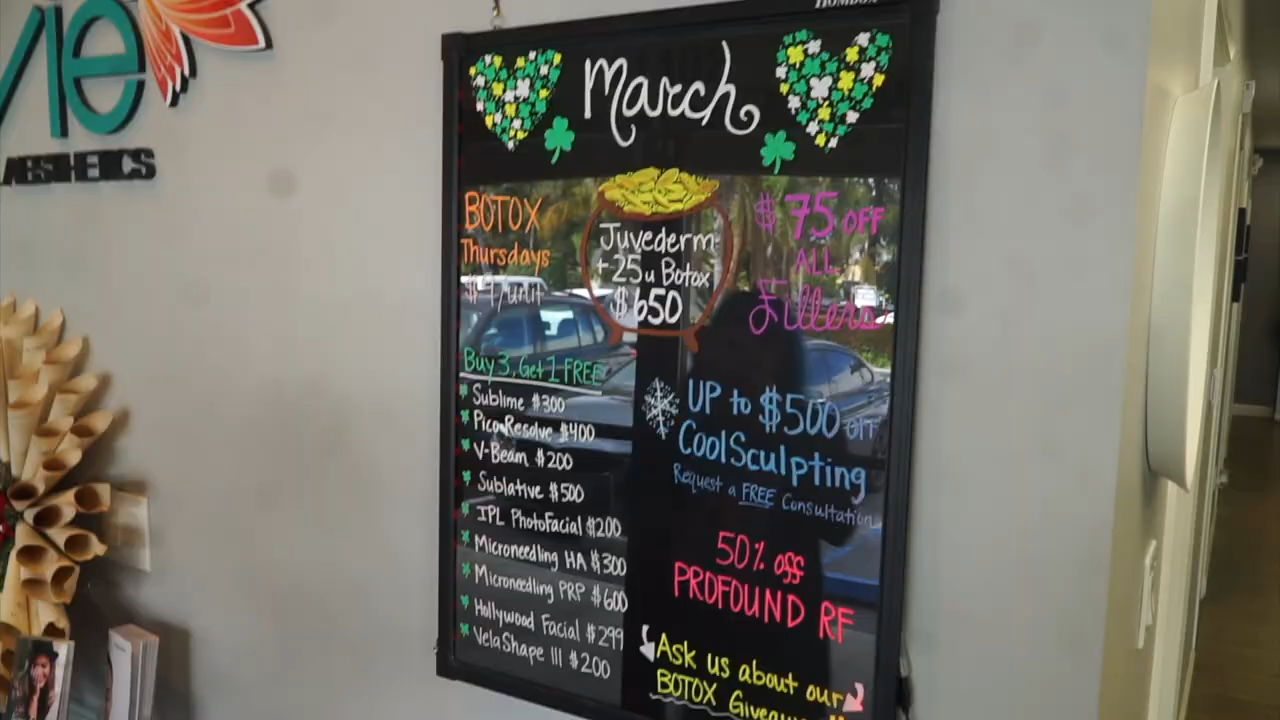 AESTHETICS
HOMDOX
March
BOTOX
Thursdays
$9/unit
Juvederm
+25u Botox
$650
$75 OFF
ALL
Fillers
Buy 3, Get 1 FREE
Sublime $300
Pico Resolve $400
V-Beam $200
Sublative $500
IPL PhotoFacial $200
Microneedling HA $300
Microneedling PRP $600
Hollywood Facial $299
VelaShape III $200
UP to $500 Off
CoolSculpting
Request a FREE Consultation
50% off
PROFOUND RF
Ask us about our
BOTOX